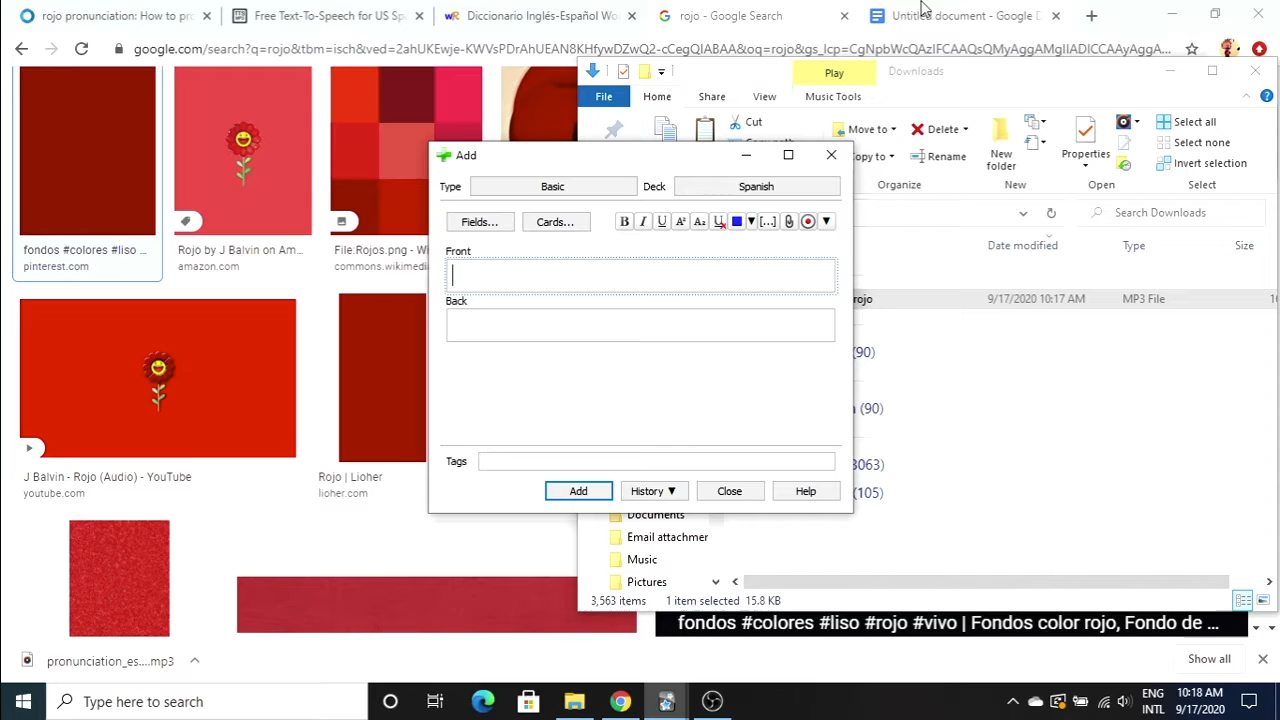 rojo pronunciation: How to pro
Free Text-To-Speech for US Sp
Diccionario Inglés-Español Wo
rojo - Google Search
Untitled document - Google D
google.com/search?q=rojo&tbm=isch&ved=2ahUKEwje-KWVsPDrAhUEAN8KHfywDZwQ2-cCegQIABAA&oq=rojo&gs_lcp=CgNpbWcQAzIFCAAQsQMyAggAMgIIADICCAAyAggA...
Play
Downloads
File
Home
Share
View
Music Tools
Cut
Move to
Delete
Select all
Select none
Copy to
Rename
Invert selection
New folder
Properties
Organize
New
Open
Select
Search Downloads
Date modified
Type
Size
rojo
9/17/2020 10:17 AM
MP3 File
(90)
(90)
3063)
(105)
Documents
Email attachmer
Music
Pictures
3,563 items
1 item selected 15.8 KB
Add
Type
Basic
Deck
Spanish
Fields...
Cards...
B I U A² A₂ U [...]
Front
Back
Tags
Add
History ▼
Close
Help
fondos #colores #liso ...
pinterest.com
Rojo by J Balvin on Am...
amazon.com
File:Rojos.png - Wi
commons.wikimedi
J Balvin - Rojo (Audio) - YouTube
youtube.com
Rojo | Lioher
lioher.com
fondos #colores #liso #rojo #vivo | Fondos color rojo, Fondo de ...
pronunciation_es....mp3
Show all
Type here to search
ENG
INTL
10:18 AM
9/17/2020